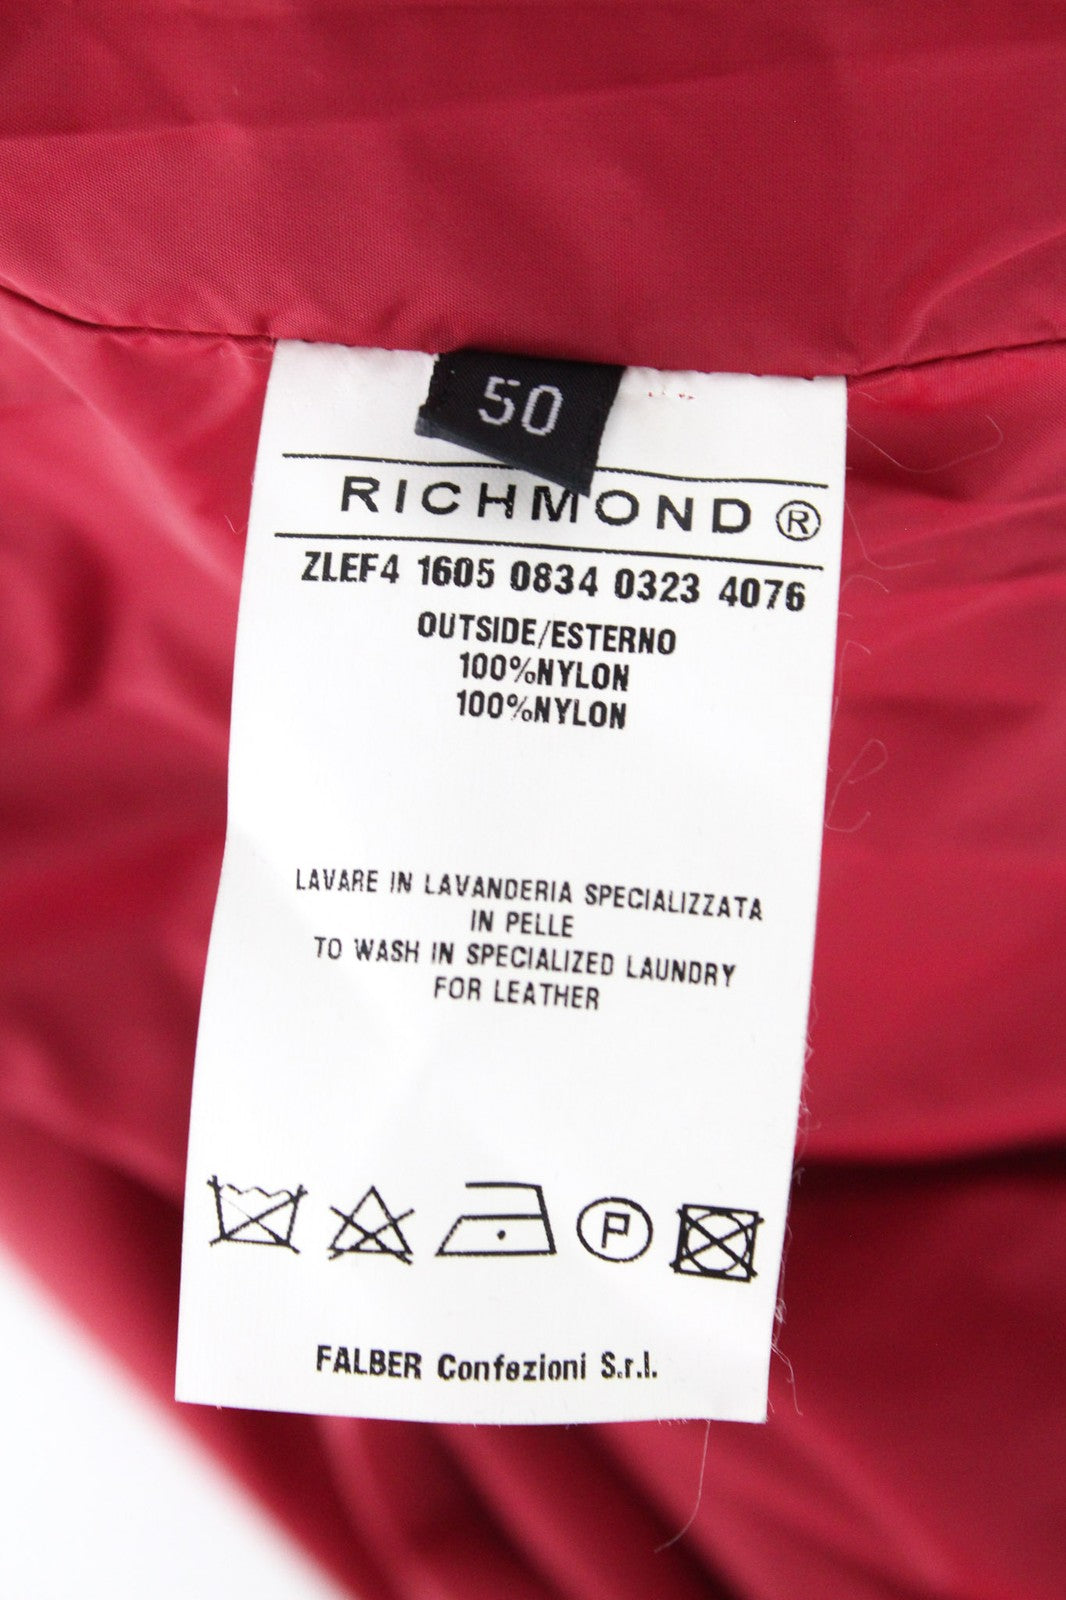 50
RICHMOND ®
ZLEF4 1605 0834 0323 4076
OUTSIDE/ESTERNO
100%NYLON
100%NYLON
LAVARE IN LAVANDERIA SPECIALIZZATA
IN PELLE
TO WASH IN SPECIALIZED LAUNDRY
FOR LEATHER
P
FALBER Confezioni S.r.l.